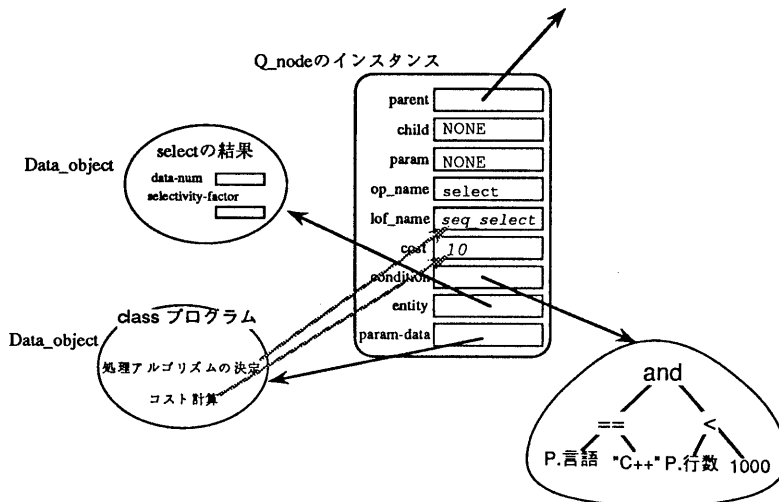 Q_nodeのインスタンス
parent
child NONE
param NONE
op_name select
lof_name seq_select
cost 10
condition
entity
param-data
Data_object
selectの結果
data-num
selectivity-factor
Data_object
class プログラム
処理アルゴリズムの決定
コスト計算
and
== <
P.言語 "C++" P.行数 1000